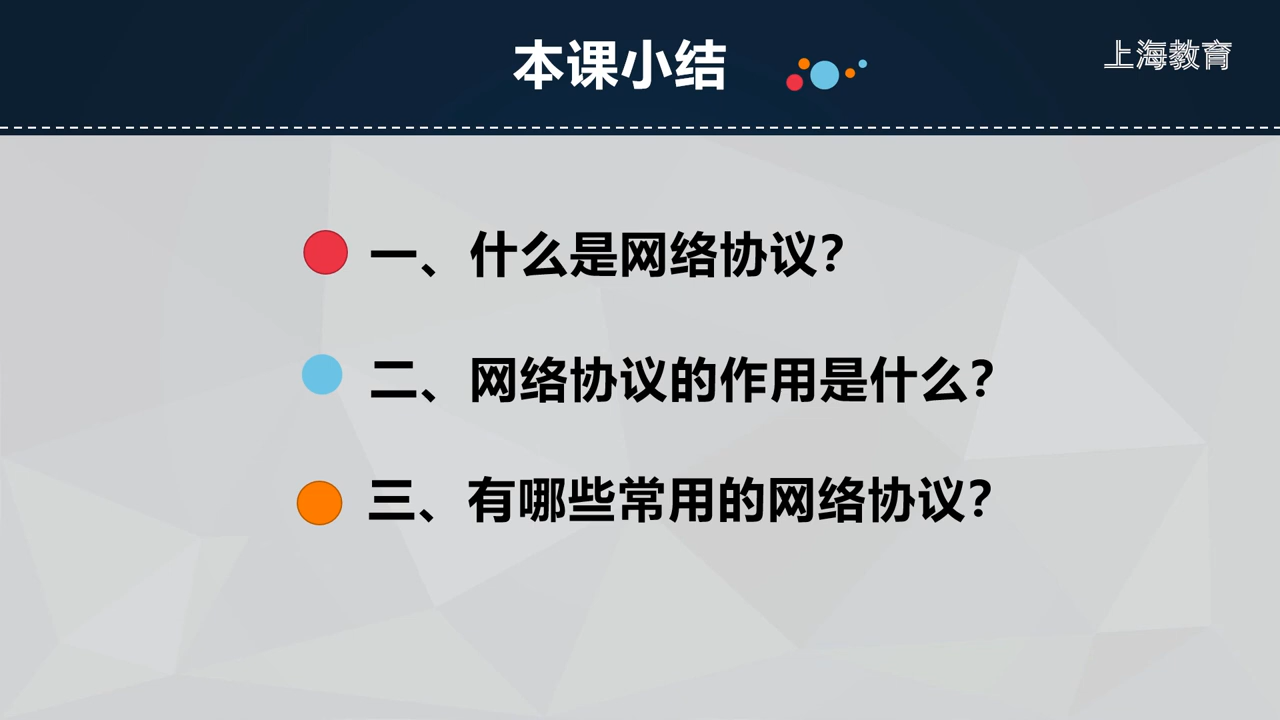 本课小结
上海教育
一、什么是网络协议？
二、网络协议的作用是什么？
三、有哪些常用的网络协议？